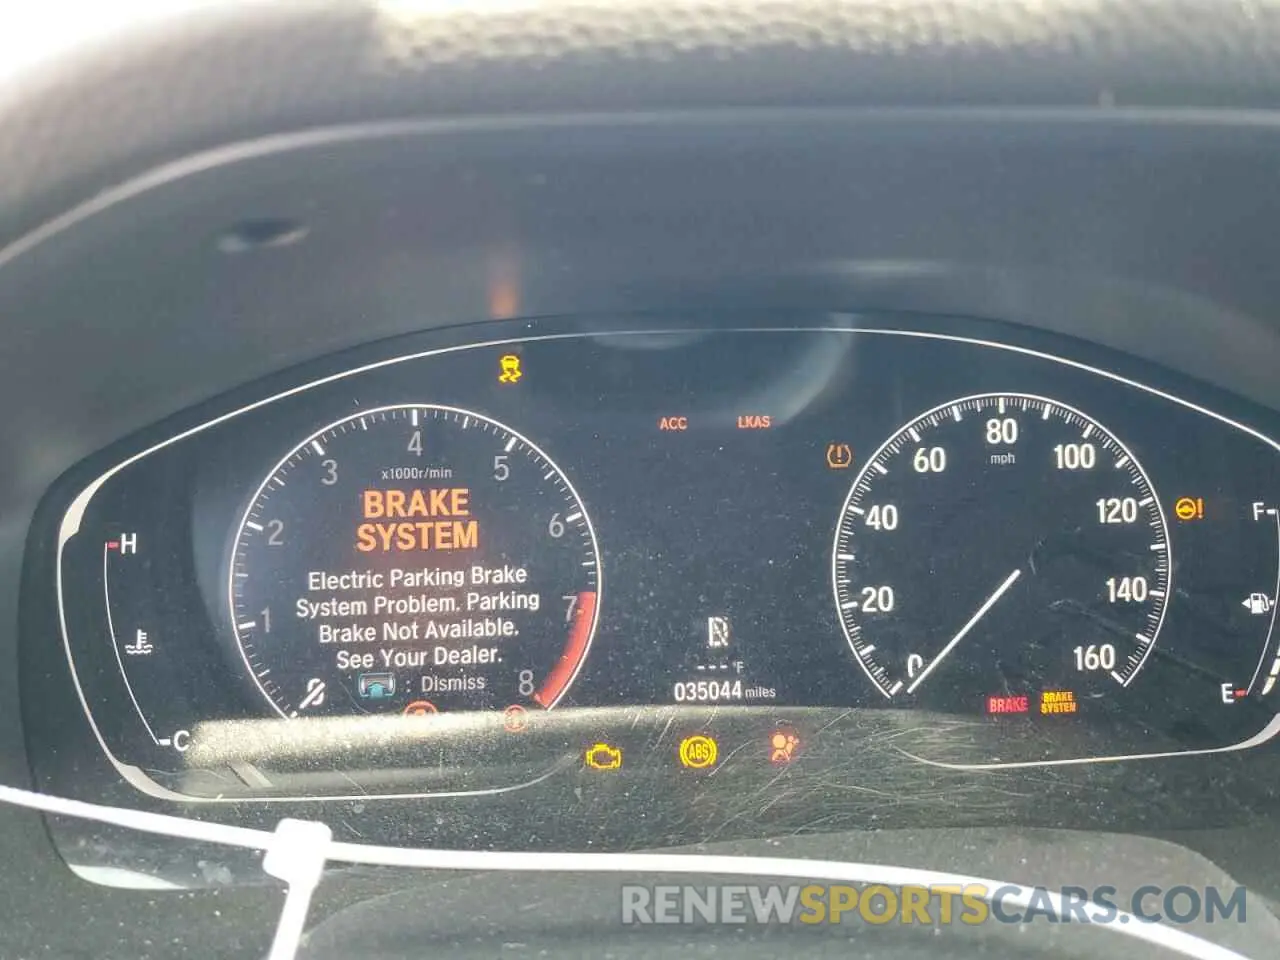 4
3
5
x1000r/min
2
6
1
7
8
0
BRAKE
SYSTEM
Electric Parking Brake
System Problem. Parking
Brake Not Available.
See Your Dealer.
: Dismiss
H
C
ACC
LKAS
---°F
035044 miles
80
mph
60
100
40
120
20
140
0
160
F
E
BRAKE
BRAKE
SYSTEM
ABS
RENEWSPORTSCARS.COM